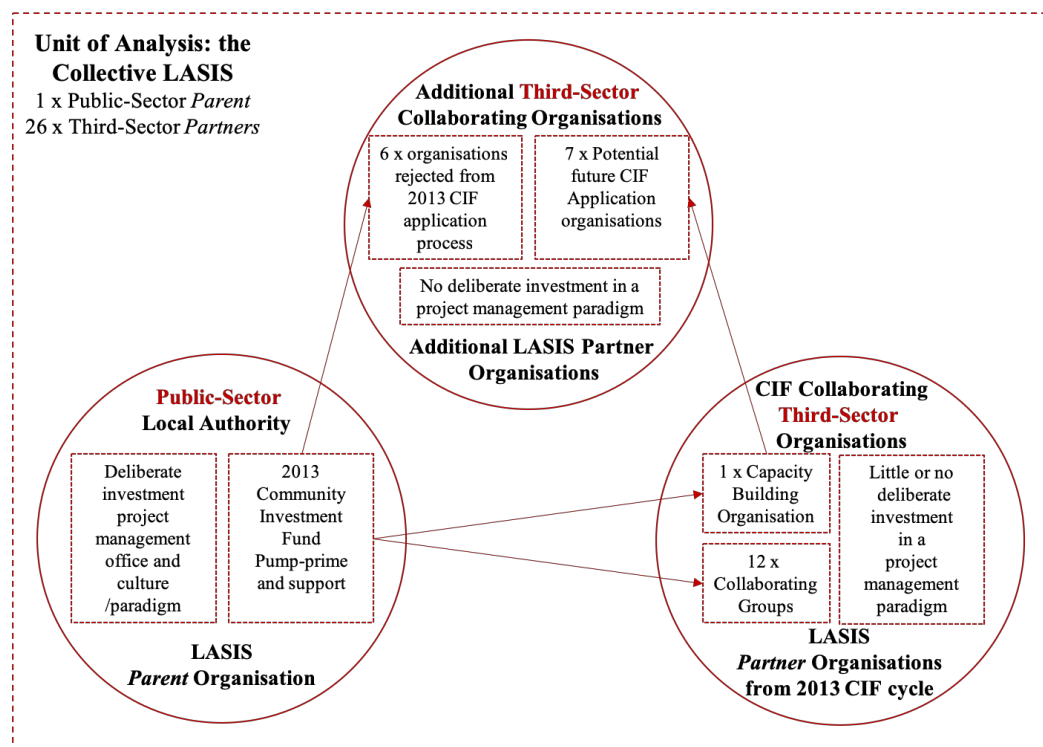 Unit of Analysis: the
Collective LASIS
1 x Public-Sector Parent
26 x Third-Sector Partners
Additional Third-Sector
Collaborating Organisations
6 x organisations
rejected from
2013 CIF
application
process
7 x Potential
future CIF
Application
organisations
No deliberate investment in a
project management paradigm
Additional LASIS Partner
Organisations
Public-Sector
Local Authority
Deliberate
investment
project
management
office and
culture
/paradigm
2013
Community
Investment
Fund
Pump-prime
and support
LASIS
Parent Organisation
CIF Collaborating
Third-Sector
Organisations
1 x Capacity
Building
Organisation
12 x
Collaborating
Groups
Little or no
deliberate
investment
in a
project
management
paradigm
LASIS
Partner Organisations
from 2013 CIF cycle